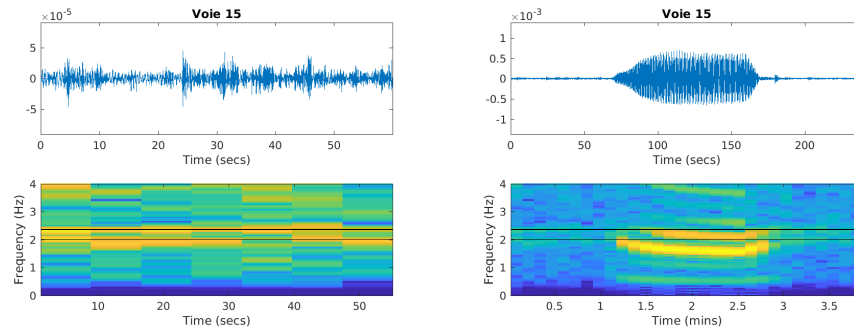 Voie 15
×10-5
5
0
-5
0 10 20 30 40 50
Time (secs)
Voie 15
×10-3
1
0.5
0
-0.5
-1
0 50 100 150 200
Time (secs)
4
3
2
1
0
Frequency (Hz)
10 20 30 40 50
Time (secs)
4
3
2
1
0
Frequency (Hz)
0.5 1 1.5 2 2.5 3 3.5
Time (mins)